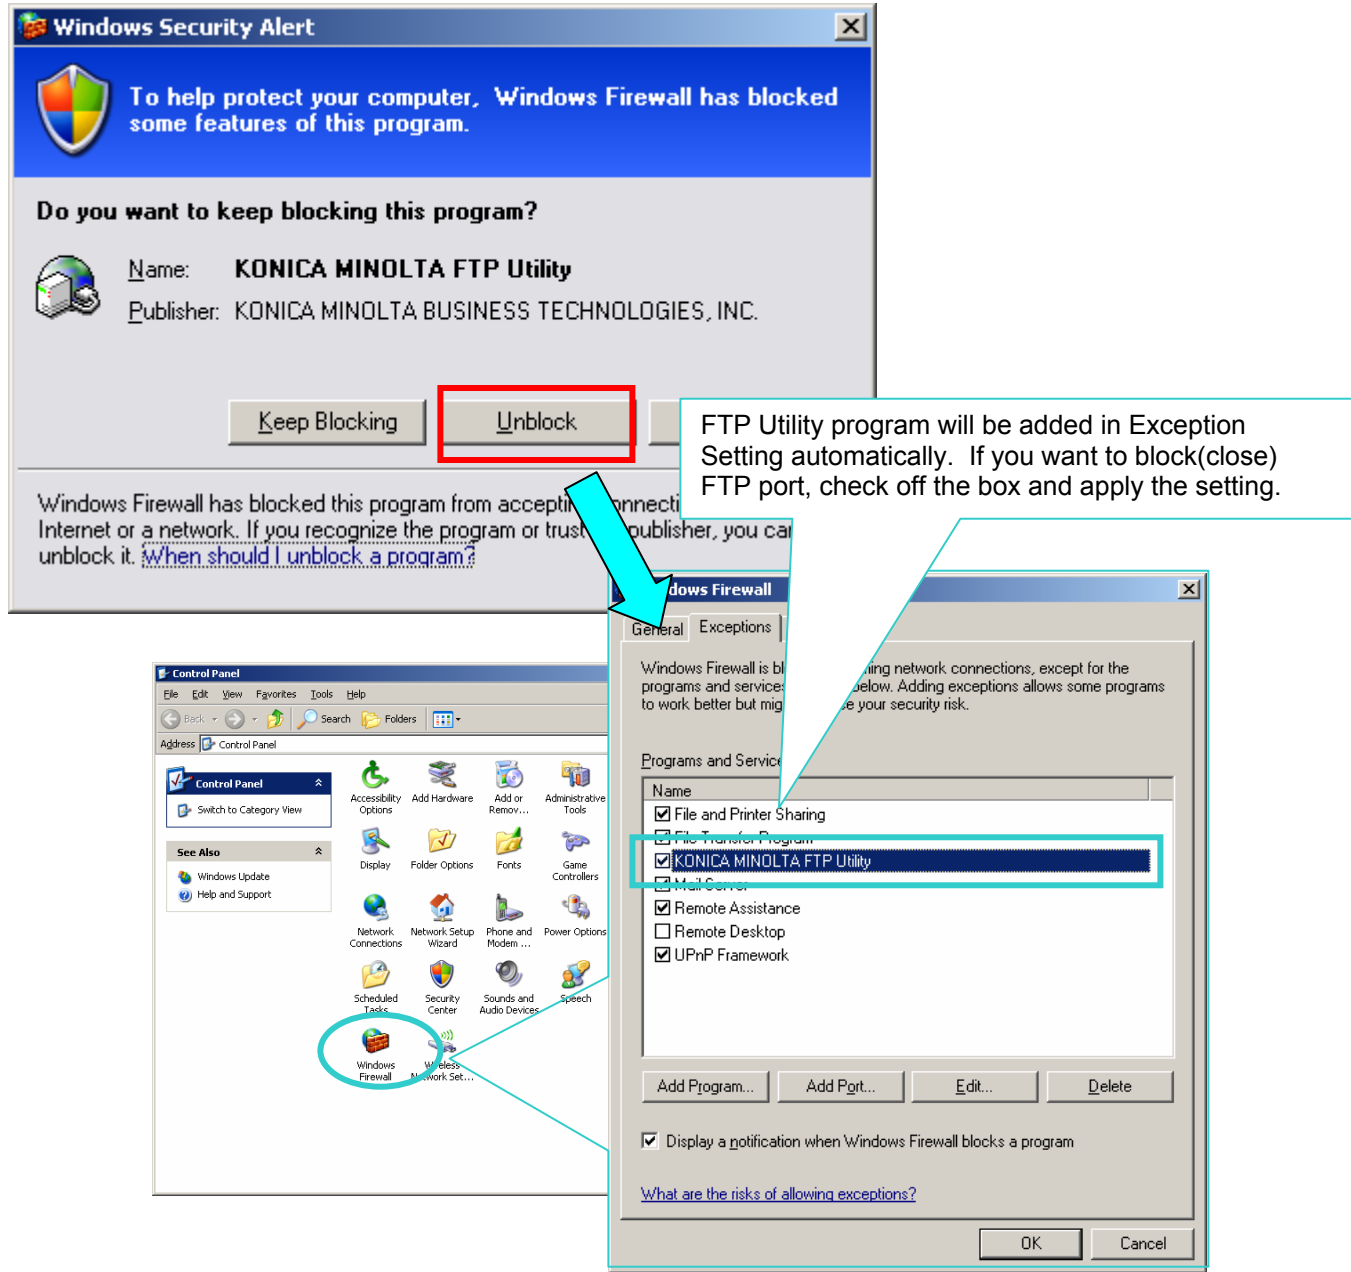 Windows Security Alert
To help protect your computer, Windows Firewall has blocked
some features of this program.
Do you want to keep blocking this program?
Name: KONICA MINOLTA FTP Utility
Publisher: KONICA MINOLTA BUSINESS TECHNOLOGIES, INC.
Keep Blocking
Unblock
FTP Utility program will be added in Exception
Setting automatically. If you want to block(close)
FTP port, check off the box and apply the setting.
Windows Firewall has blocked this program from
Internet or a network. If you recognize the program or publisher, you
unblock it. When should I unblock a program?
Firewall
General
Exceptions
Windows Firewall is network connections, except for the
programs and below. Adding exceptions allows some programs
to work better but your security risk.
Programs and
Name
File and Printer Sharing
File Transfer Program
KONICA MINOLTA FTP Utility
Mail Server
Remote Assistance
Remote Desktop
UPnP Framework
Add Program...
Add Port...
Edit...
Delete
Display a notification when Windows Firewall blocks a program
What are the risks of allowing exceptions?
OK
Cancel
Control Panel
File Edit View Favorites Tools Help
Back Search Folders
Address Control Panel
Control Panel
Switch to Category View
See Also
Windows Update
Help and Support
Accessibility
Options
Add Hardware
Add or
Remov...
Administrative
Tools
Display
Folder Options
Fonts
Game
Controllers
Network
Connections
Network Setup
Wizard
Phone and
Modem ...
Power Options
Scheduled
Tasks
Security
Center
Sounds and
Audio Devices
Speech
Windows
Firewall
Wireless
Network Set...